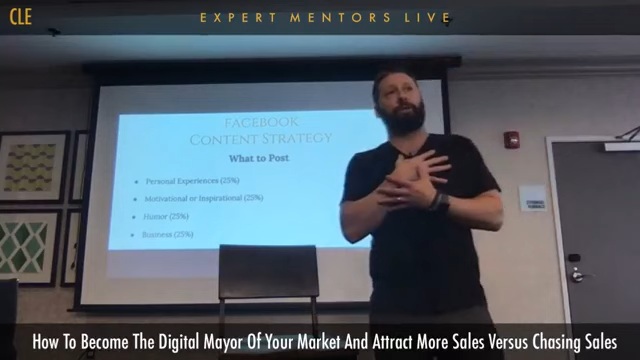 CLE
EXPERT MENTORS LIVE
FACEBOOK
CONTENT STRATEGY
What to Post
• Personal Experiences (25%)
• Motivational or Inspirational (25%)
• Humor (25%)
• Business (25%)
How To Become The Digital Mayor Of Your Market And Attract More Sales Versus Chasing Sales